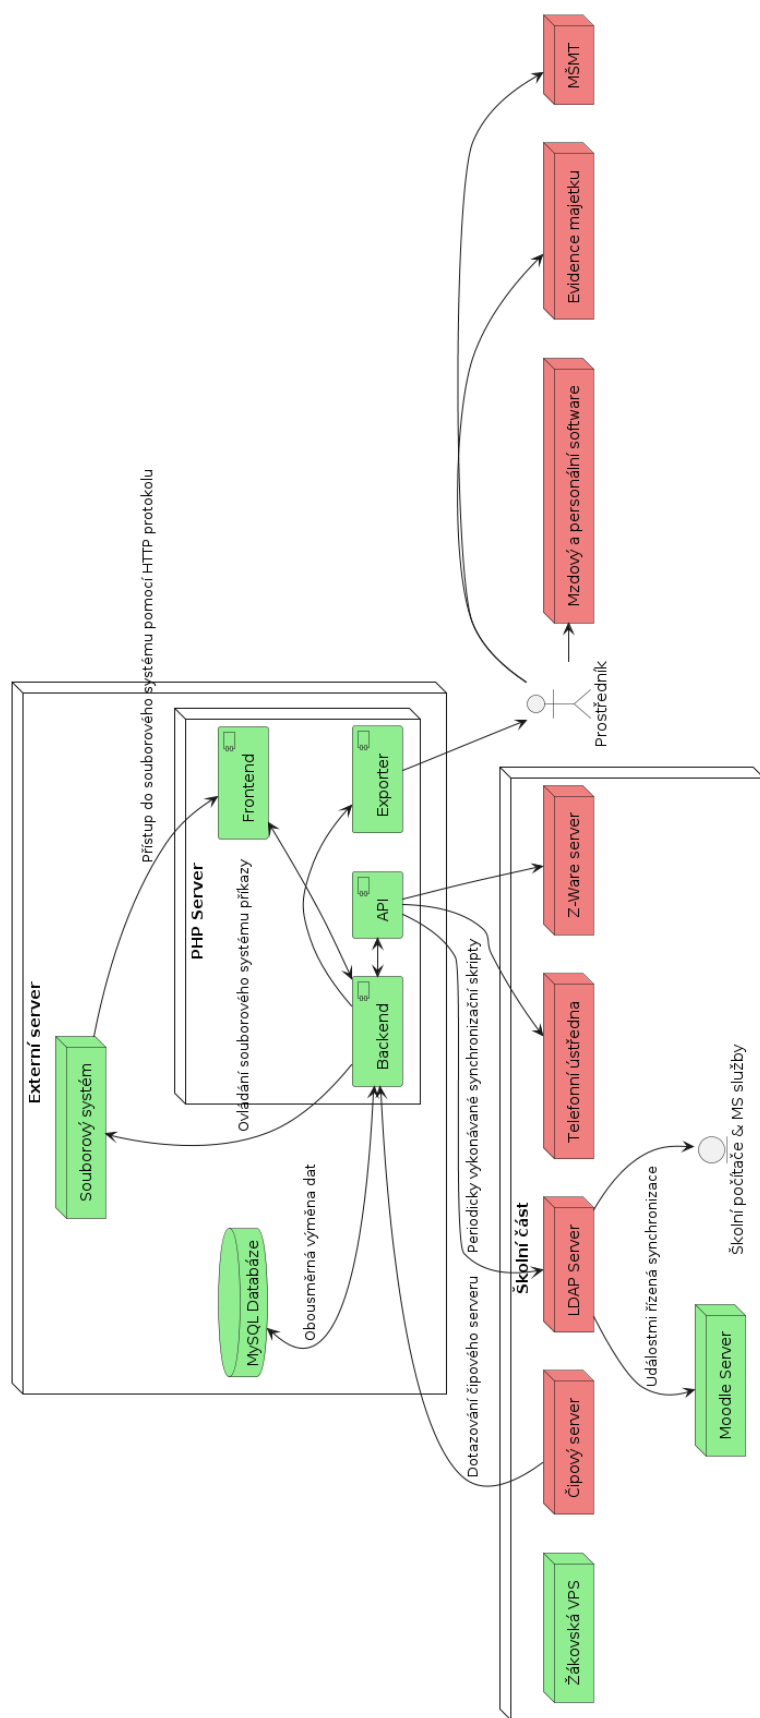 Externí server
Souborový systém
Přístup do souborového systému pomocí HTTP protokolu
PHP Server
Frontend
MySQL Databáze
Ovládání souborového systému příkazy
Obousměrná výměna dat
Backend
API
Exporter
Dotazování čipového serveru
Periodicky vykonávané synchronizační skripty
Školní část
Žákovská VPS
Čipový server
LDAP Server
Telefonní ústředna
Z-Ware server
Prostředník
Mzdový a personální software
Evidence majetku
MŠMT
Událostmi řízená synchronizace
Moodle Server
Školní počítače & MS služby